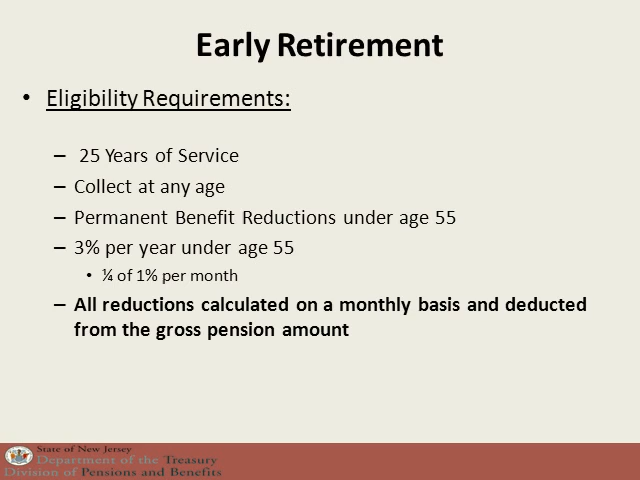 Early Retirement
• Eligibility Requirements:
– 25 Years of Service
– Collect at any age
– Permanent Benefit Reductions under age 55
– 3% per year under age 55
• ¼ of 1% per month
– All reductions calculated on a monthly basis and deducted
from the gross pension amount
State of New Jersey
Department of the Treasury
Division of Pensions and Benefits